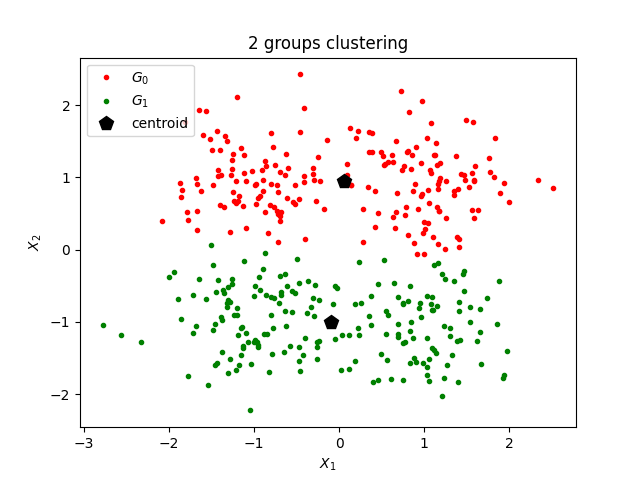 2 groups clustering
G₀
G₁
centroid
X₂
2
1
0
−1
−2
−3
−2
−1
0
1
2
X₁